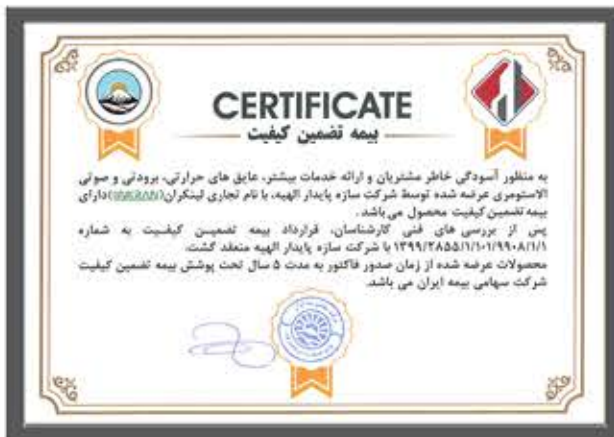 CERTIFICATE
بیمه تضمین کیفیت
به منظور آسودگی خاطر مشتریان و ارائه خدمات بیشتر، عایق های حرارتی، برودتی و صوتی
الاستومری عرضه شده توسط شرکت سازه پایدار الهیه، با نام تجاری لینکران( )دارای
بیمه تضمین کیفیت محصول می باشد.
پس از بررسی های فنی کارشناسان، قرارداد بیمه تضمین کیفیت به شماره
۱۳۹۹/۲۸۵۵/۱/۱۰۱/۹۹۰۸/۱/۱ با شرکت سازه پایدار الهیه منعقد گشت.
محصولات عرضه شده از زمان صدور فاکتور به مدت ۵ سال تحت پوشش بیمه تضمین کیفیت
شرکت سهامی بیمه ایران می باشد.